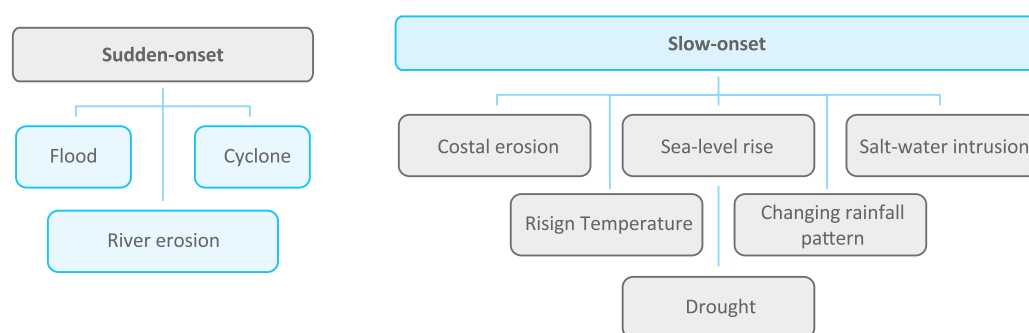 Sudden-onset
Flood
Cyclone
River erosion
Slow-onset
Costal erosion
Sea-level rise
Salt-water intrusion
Risign Temperature
Changing rainfall
pattern
Drought